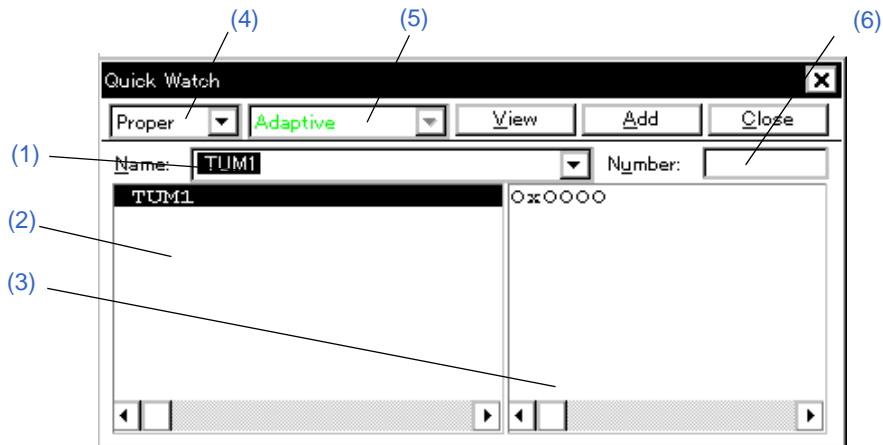 (4) (5) (6)
Quick Watch
Proper Adaptive View Add Close
(1) Name: TUM1 Number:
TUM1 0x0000
(2)
(3)